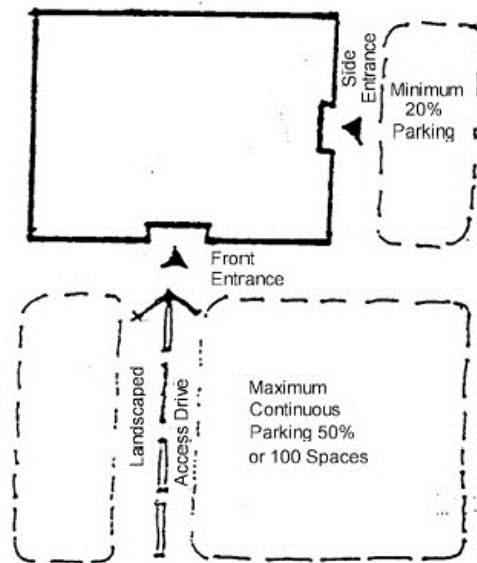 Side
Entrance
Minimum
20%
Parking
Front
Entrance
Landscaped
Access Drive
Maximum
Continuous
Parking 50%
or 100 Spaces